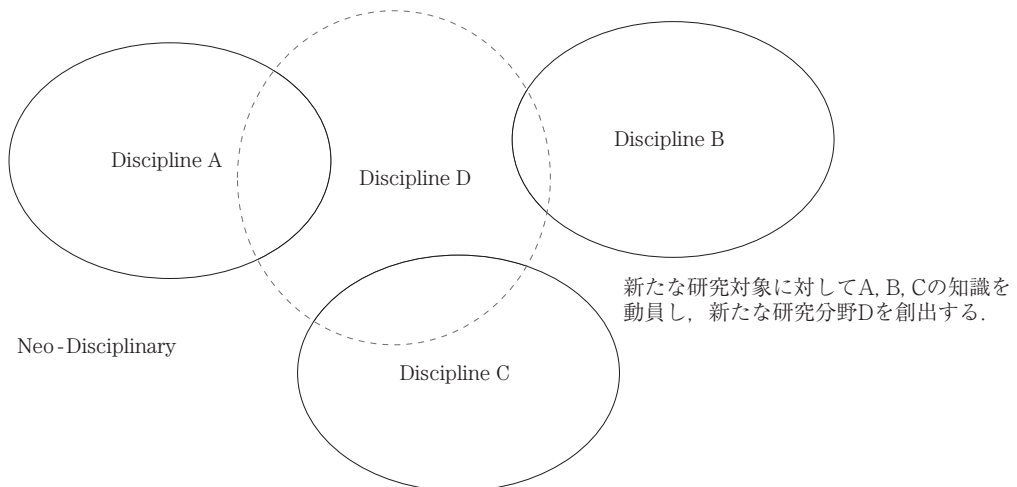 Discipline A
Discipline B
Discipline D
新たな研究対象に対してA, B, Cの知識を
動員し，新たな研究分野Dを創出する.
Neo-Disciplinary
Discipline C